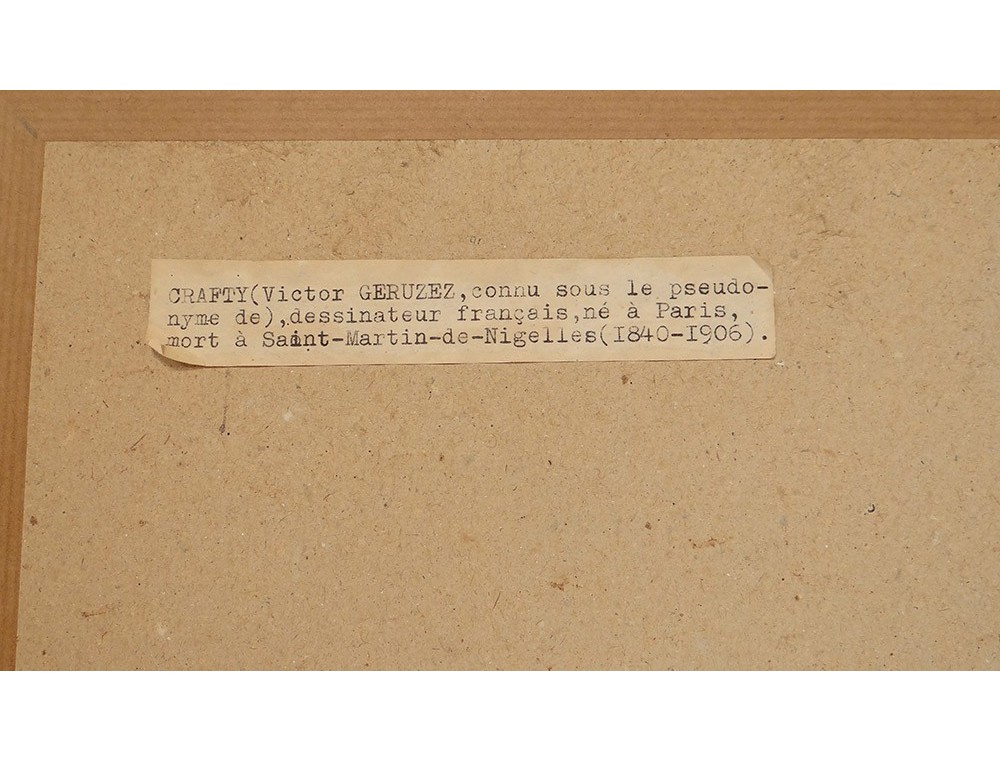 CRAFTY(Victor GERUZEZ,connu sous le pseudo-
nyme de),dessinateur français,né à Paris,
mort à Saint-Martin-de-Nigelles(1840-1906).